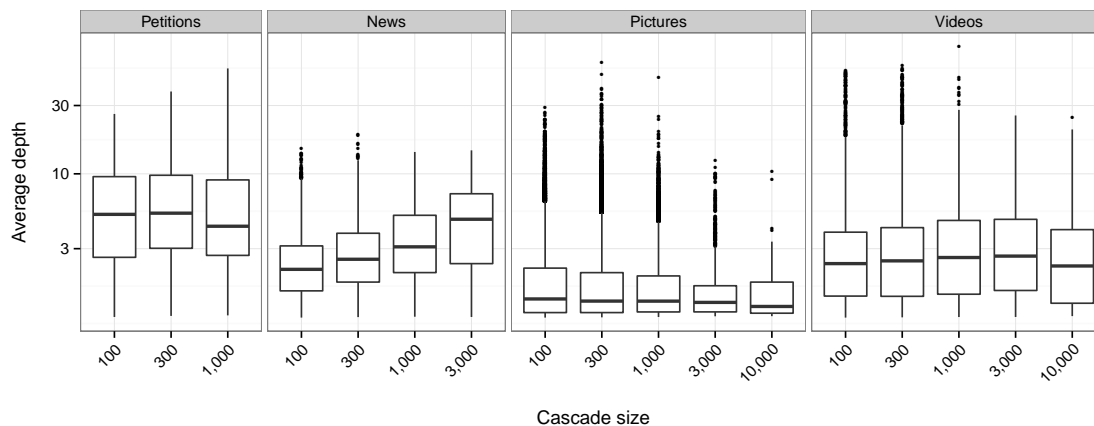 Petitions News Pictures Videos
Average depth
30
10
3
100 300 1,000 100 300 1,000 3,000 100 300 1,000 3,000 10,000 100 300 1,000 3,000 10,000
Cascade size